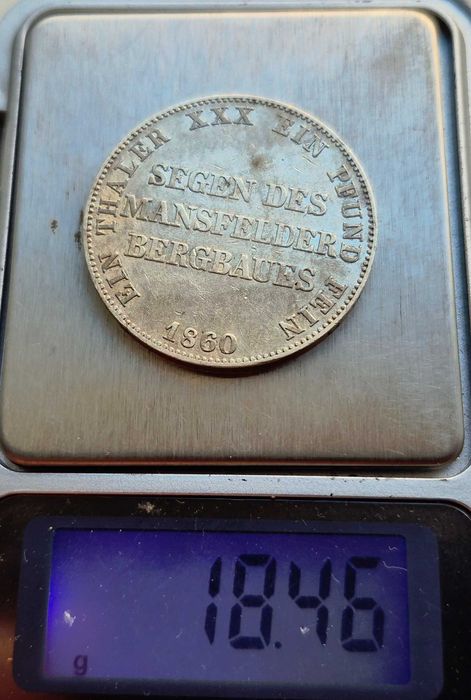 EIN THALER XXX EIN PFUND FEIN
SEGEN DES
MANSFELDER
BERGBAUES
1860
18.46
g